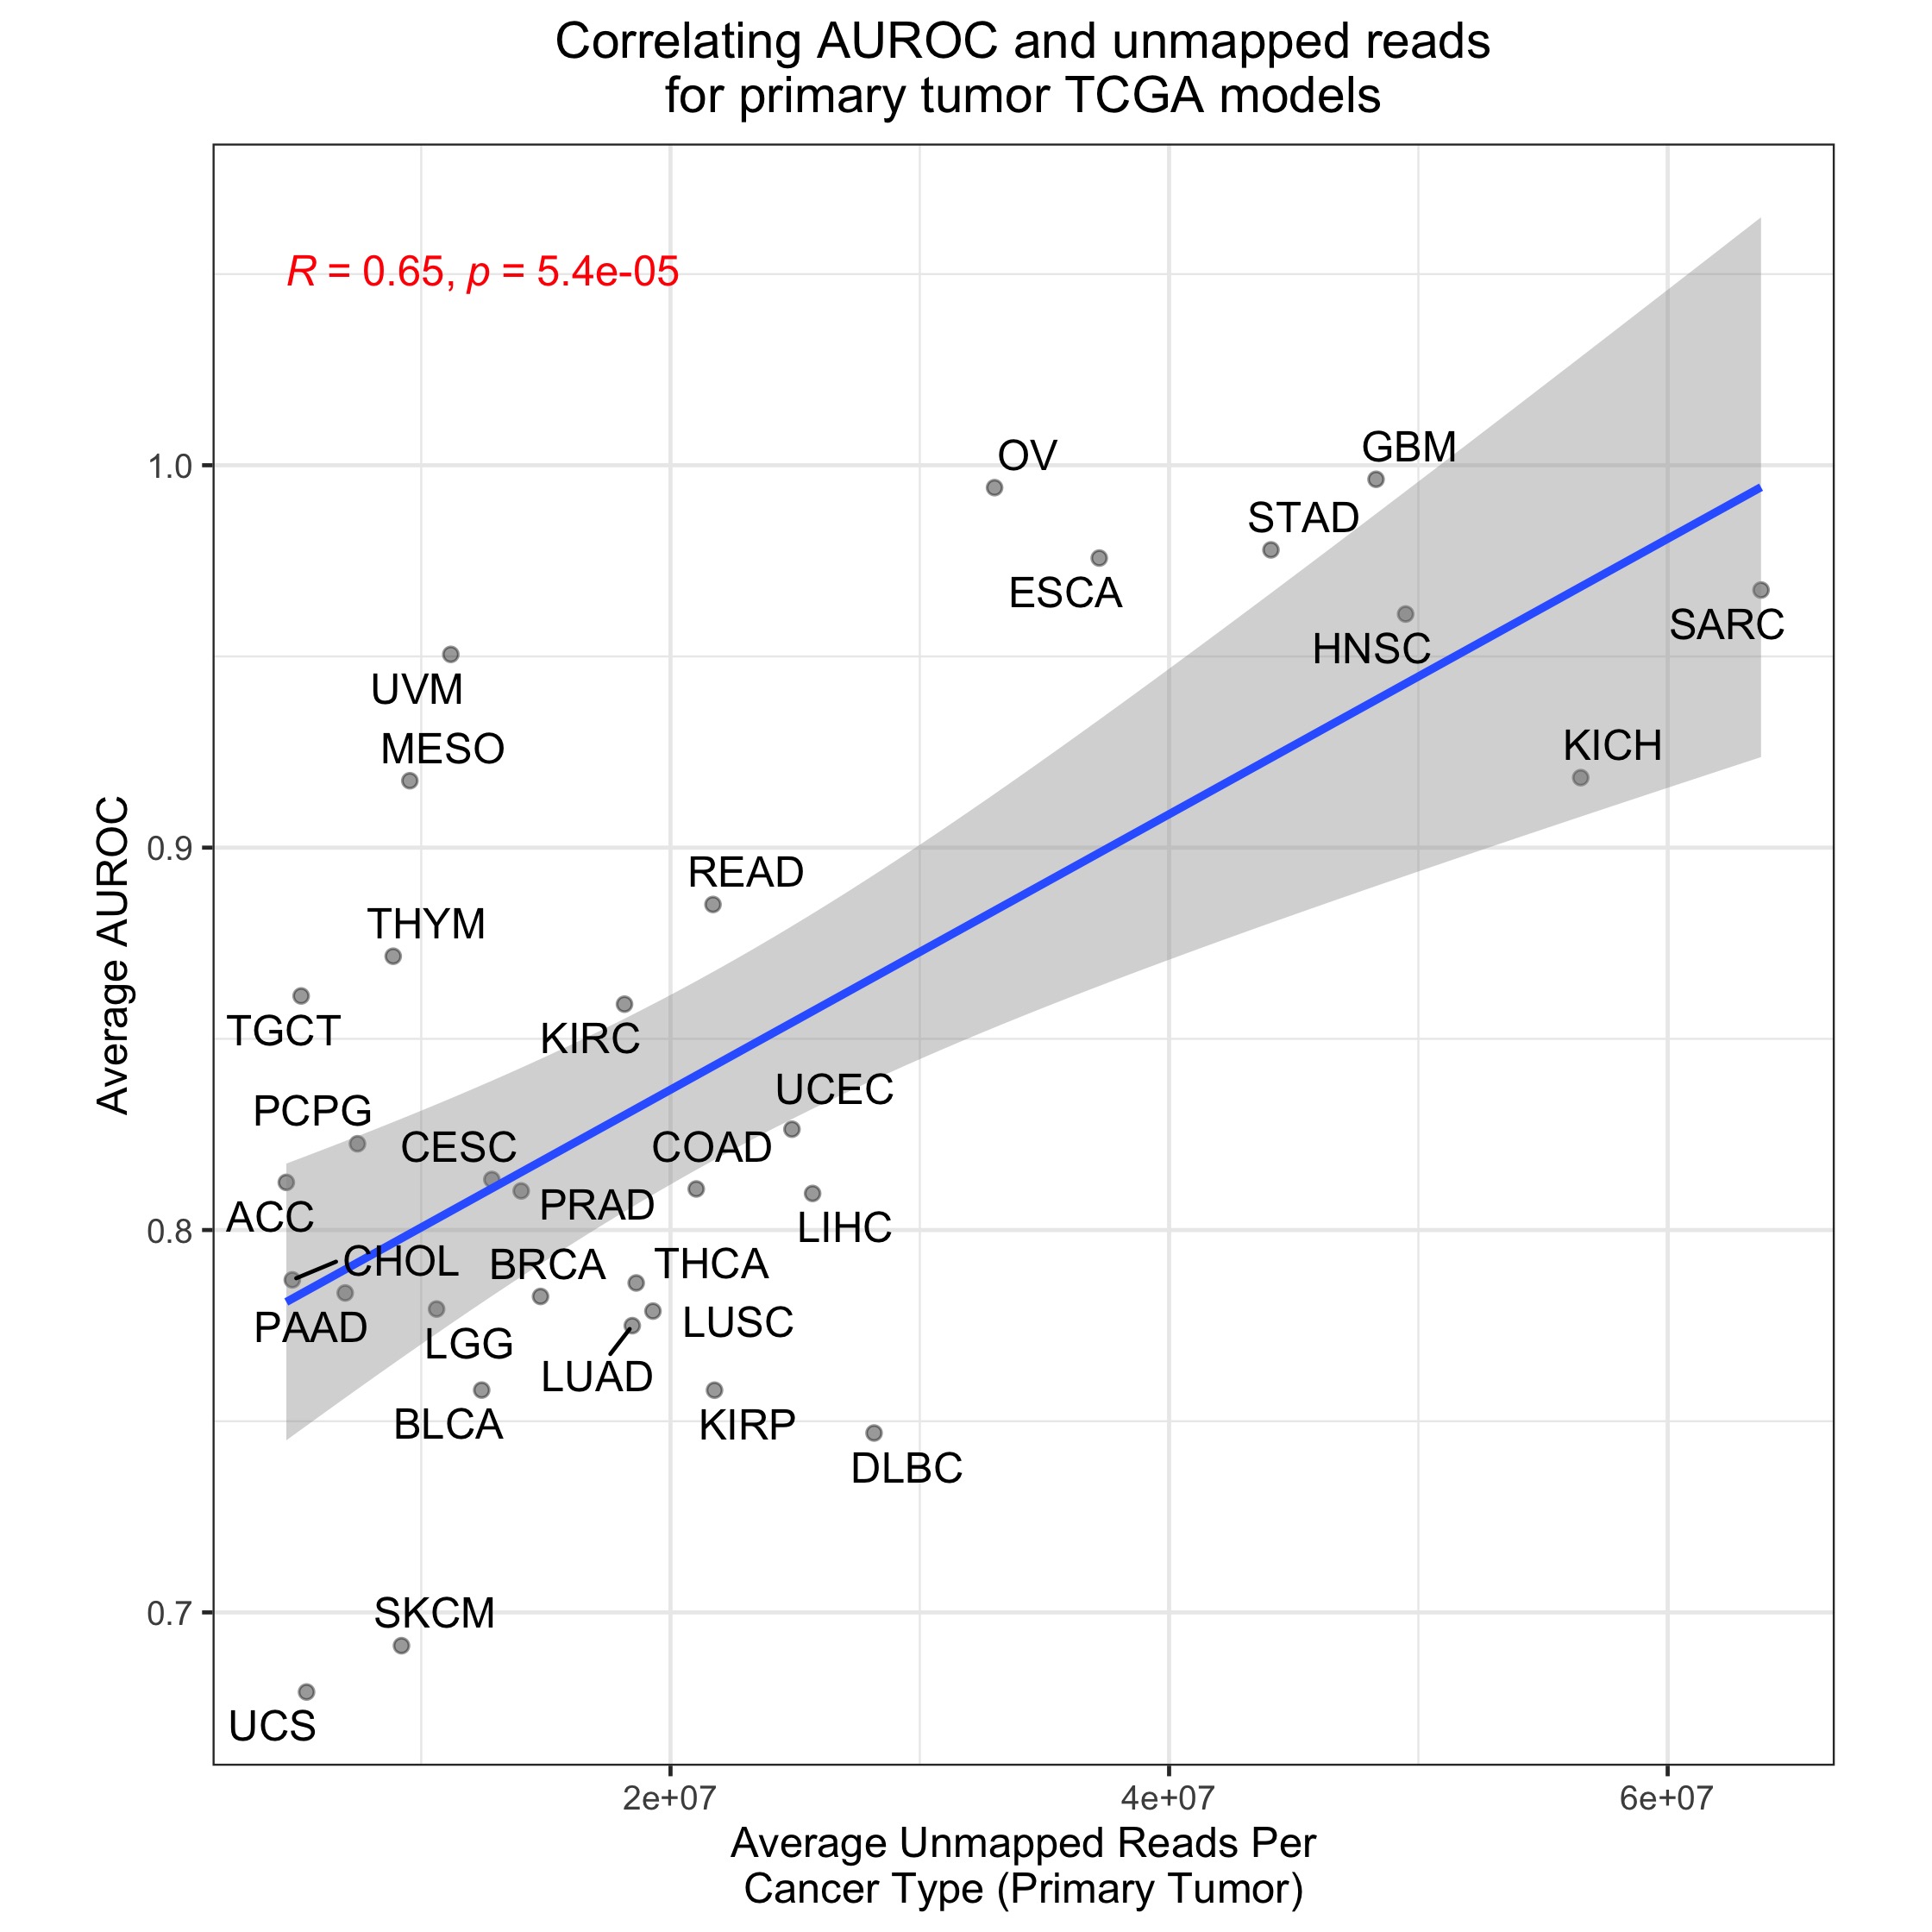 Correlating AUROC and unmapped reads
for primary tumor TCGA models
R = 0.65, p = 5.4e-05
OV
GBM
STAD
ESCA
HNSC
SARC
UVM
MESO
KICH
READ
THYM
TGCT
KIRC
UCEC
PCPG
CESC
COAD
PRAD
ACC
LIHC
CHOL
BRCA
THCA
PAAD
LGG
LUSC
LUAD
BLCA
KIRP
DLBC
SKCM
UCS
1.0
0.9
0.8
0.7
Average AUROC
2e+07
4e+07
6e+07
Average Unmapped Reads Per
Cancer Type (Primary Tumor)